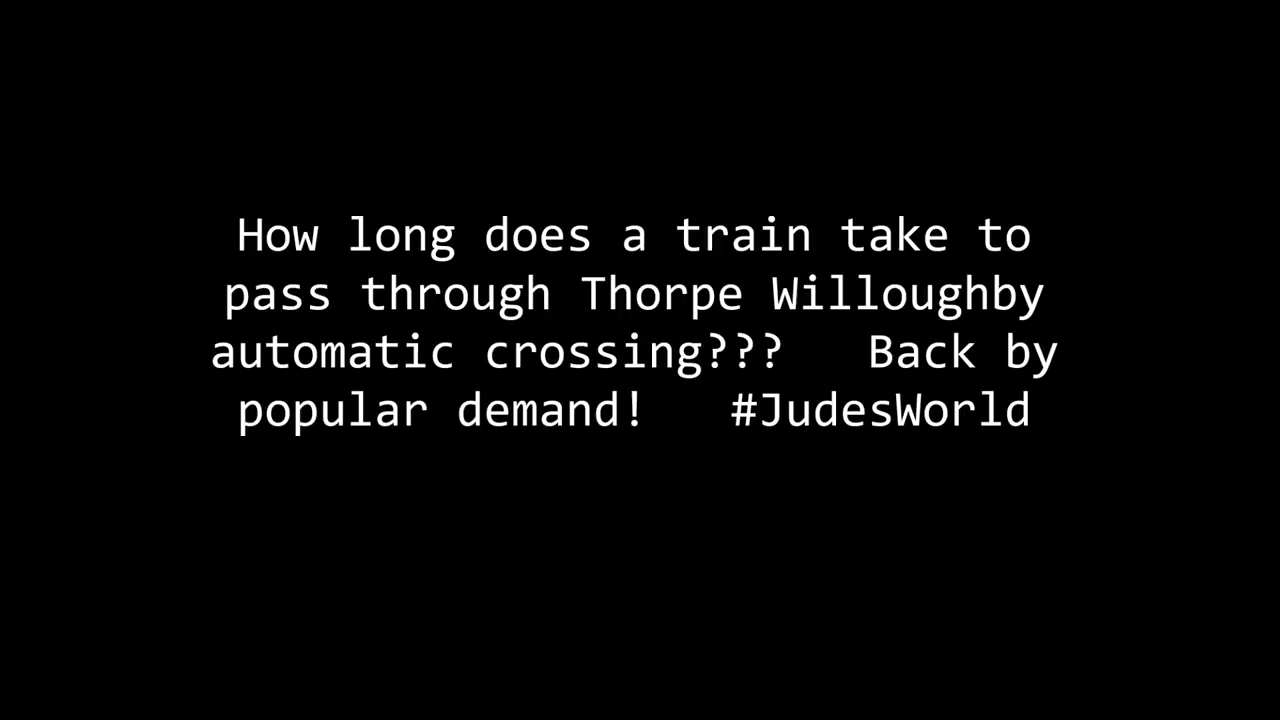 How long does a train take to
pass through Thorpe Willoughby
automatic crossing???   Back by
popular demand!   #JudesWorld